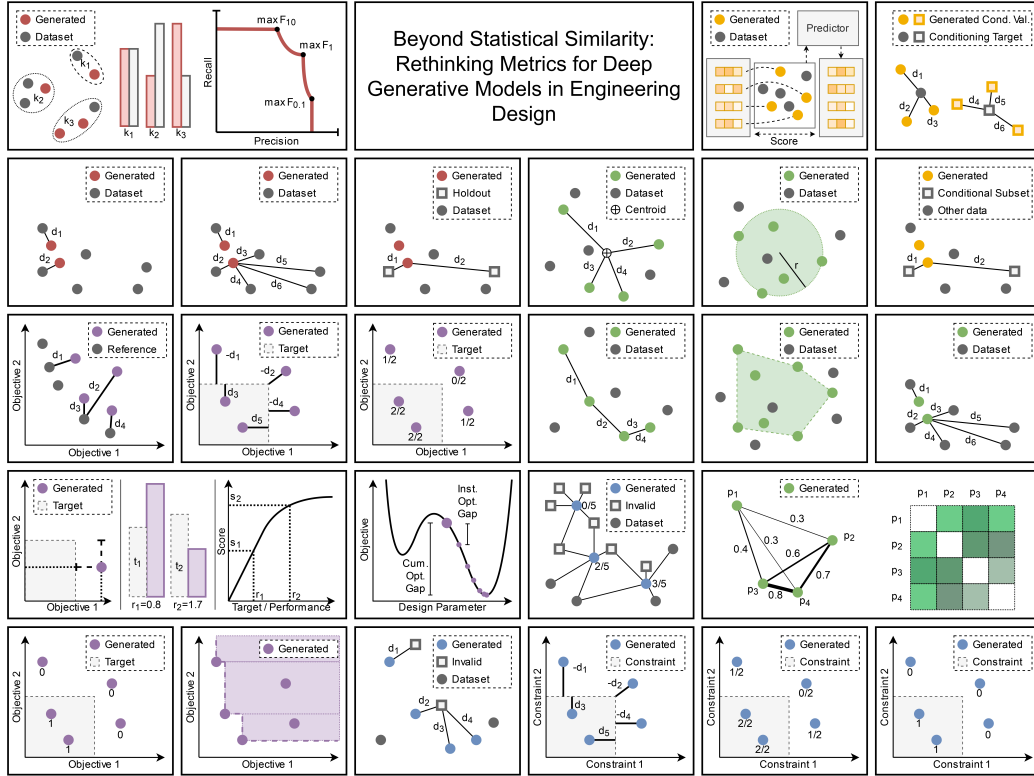 Generated
Dataset
k1
k2
k3
k1 k2 k3
Recall
Precision
max F10
max F1
max F0.1
Beyond Statistical Similarity:
Rethinking Metrics for Deep
Generative Models in Engineering
Design
Generated
Dataset
Predictor
Score
Generated Cond. Val.
Conditioning Target
d1
d2
d3
d4
d5
d6
Generated
Dataset
d1
d2
Generated
Dataset
d1
d2
d3
d4
d5
d6
Generated
Holdout
Dataset
d1
d2
Generated
Dataset
Centroid
d1
d2
d3
d4
Generated
Dataset
r
Generated
Conditional Subset
Other data
d1
d2
Objective 2
Generated
Reference
d1
d2
d3
d4
Objective 1
Objective 2
Generated
Target
-d1
-d2
d3
-d4
d5
Objective 1
Objective 2
Generated
Target
1/2
0/2
2/2
1/2
2/2
Objective 1
Generated
Dataset
d1
d2
d3
d4
Generated
Dataset
Generated
Dataset
d1
d2
d3
d4
d5
d6
Objective 2
Generated
Target
Objective 1
t1
t2
r1=0.8 r2=1.7
Score
s2
s1
r1 r2
Target / Performance
Objective
Inst.
Opt.
Gap
Cum.
Opt.
Gap
Design Parameter
Generated
Invalid
Dataset
0/5
2/5
3/5
Generated
p1
p2
p3
p4
0.3
0.4
0.3
0.6
0.7
0.8
p1 p2 p3 p4
p1
p2
p3
p4
Objective 2
Generated
Target
0
0
1
0
1
Objective 1
Objective 2
Generated
Objective 1
Generated
Invalid
Dataset
d1
d2
d3
d4
Constraint 2
Generated
Constraint
-d1
-d2
d3
-d4
d5
Constraint 1
Constraint 2
Generated
Constraint
1/2
0/2
2/2
1/2
2/2
Constraint 1
Constraint 2
Generated
Constraint
0
0
1
0
1
Constraint 1